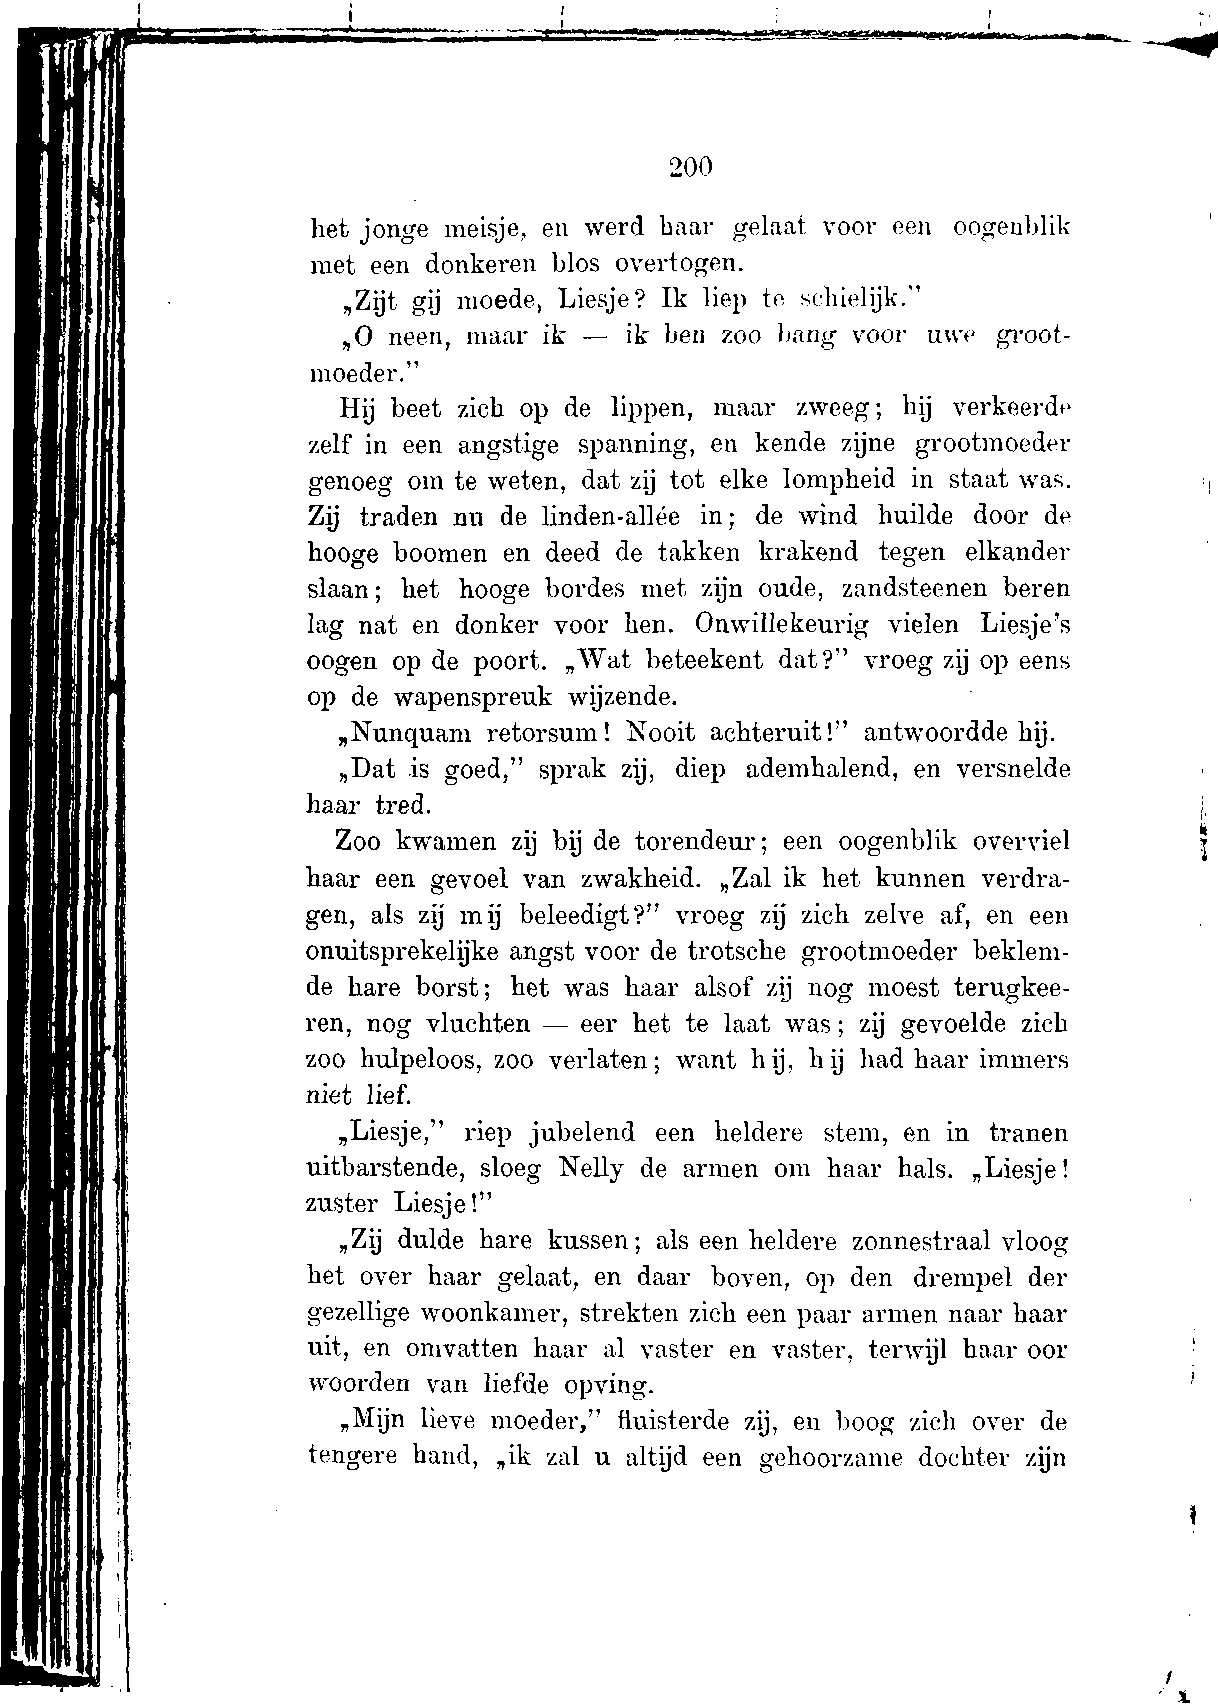 200
het jonge meisje, en werd haar gelaat voor een oogenblik
met een donkeren blos overtogen.
„Zijt gij moede, Liesje? Ik liep te schielijk.”
„O neen, maar ik — ik ben zoo bang voor uwe groot-
moeder.”
Hij beet zich op de lippen, maar zweeg; hij verkeerde
zelf in een angstige spanning, en kende zijne grootmoeder
genoeg om te weten, dat zij tot elke lompheid in staat was.
Zij traden nu de linden-allée in; de wind huilde door de
hooge boomen en deed de takken krakend tegen elkander
slaan; het hooge bordes met zijn oude, zandsteenen beren
lag nat en donker voor hen. Onwillekeurig vielen Liesje's
oogen op de poort. „Wat beteekent dat?” vroeg zij op eens
op de wapenspreuk wijzende.
„Nunquam retorsum! Nooit achteruit!” antwoordde hij.
„Dat is goed,” sprak zij, diep ademhalend, en versnelde
haar tred.
Zoo kwamen zij bij de torendeur; een oogenblik overviel
haar een gevoel van zwakheid. „Zal ik het kunnen verdra-
gen, als zij mij beleedigt?” vroeg zij zich zelve af, en een
onuitsprekelijke angst voor de trotsche grootmoeder beklem-
de hare borst; het was haar alsof zij nog moest terugkee-
ren, nog vluchten — eer het te laat was; zij gevoelde zich
zoo hulpeloos, zoo verlaten; want hij, hij had haar immers
niet lief.
„Liesje,” riep jubelend een heldere stem, en in tranen
uitbarstende, sloeg Nelly de armen om haar hals. „Liesje!
zuster Liesje!”
„Zij dulde hare kussen; als een heldere zonnestraal vloog
het over haar gelaat, en daar boven, op den drempel der
gezellige woonkamer, strekten zich een paar armen naar haar
uit, en omvatten haar al vaster en vaster, terwijl haar oor
woorden van liefde opving.
„Mijn lieve moeder,” fluisterde zij, en boog zich over de
tengere hand, „ik zal u altijd een gehoorzame dochter zijn